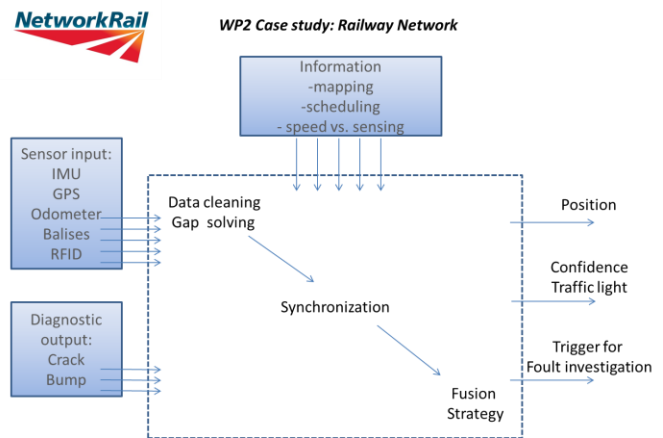 NetworkRail
WP2 Case study: Railway Network
Information
-mapping
-scheduling
- speed vs. sensing
Sensor input:
IMU
GPS
Odometer
Balises
RFID
Data cleaning
Gap solving
Synchronization
Fusion
Strategy
Diagnostic
output:
Crack
Bump
Position
Confidence
Traffic light
Trigger for
Foult investigation